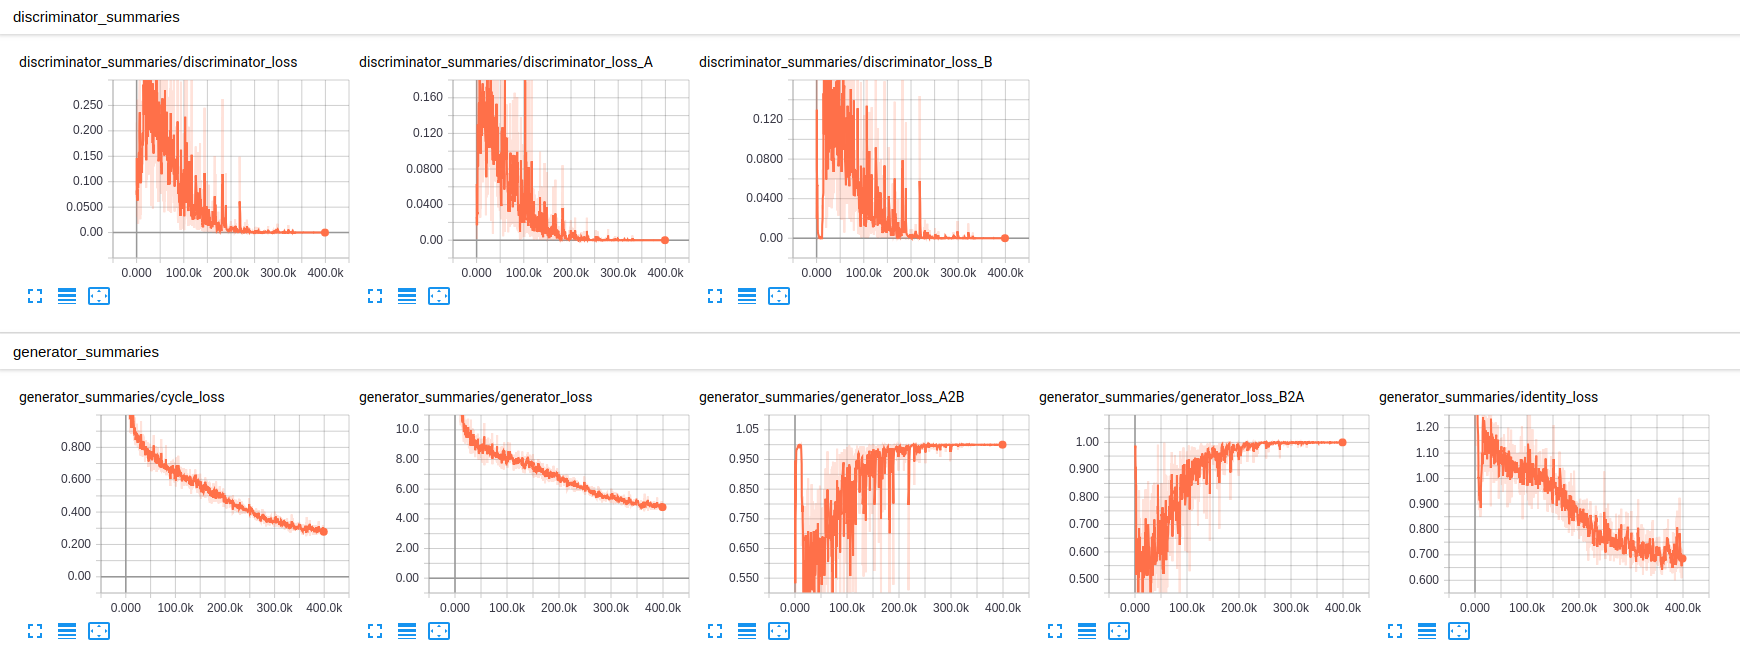 discriminator_summaries
discriminator_summaries/discriminator_loss
0.250
0.200
0.150
0.100
0.0500
0.00
0.000 100.0k 200.0k 300.0k 400.0k
discriminator_summaries/discriminator_loss_A
0.160
0.120
0.0800
0.0400
0.00
0.000 100.0k 200.0k 300.0k 400.0k
discriminator_summaries/discriminator_loss_B
0.120
0.0800
0.0400
0.00
0.000 100.0k 200.0k 300.0k 400.0k
generator_summaries
generator_summaries/cycle_loss
0.800
0.600
0.400
0.200
0.00
0.000 100.0k 200.0k 300.0k 400.0k
generator_summaries/generator_loss
10.0
8.00
6.00
4.00
2.00
0.00
0.000 100.0k 200.0k 300.0k 400.0k
generator_summaries/generator_loss_A2B
1.05
0.950
0.850
0.750
0.650
0.550
0.000 100.0k 200.0k 300.0k 400.0k
generator_summaries/generator_loss_B2A
1.00
0.900
0.800
0.700
0.600
0.500
0.000 100.0k 200.0k 300.0k 400.0k
generator_summaries/identity_loss
1.20
1.10
1.00
0.900
0.800
0.700
0.600
0.000 100.0k 200.0k 300.0k 400.0k